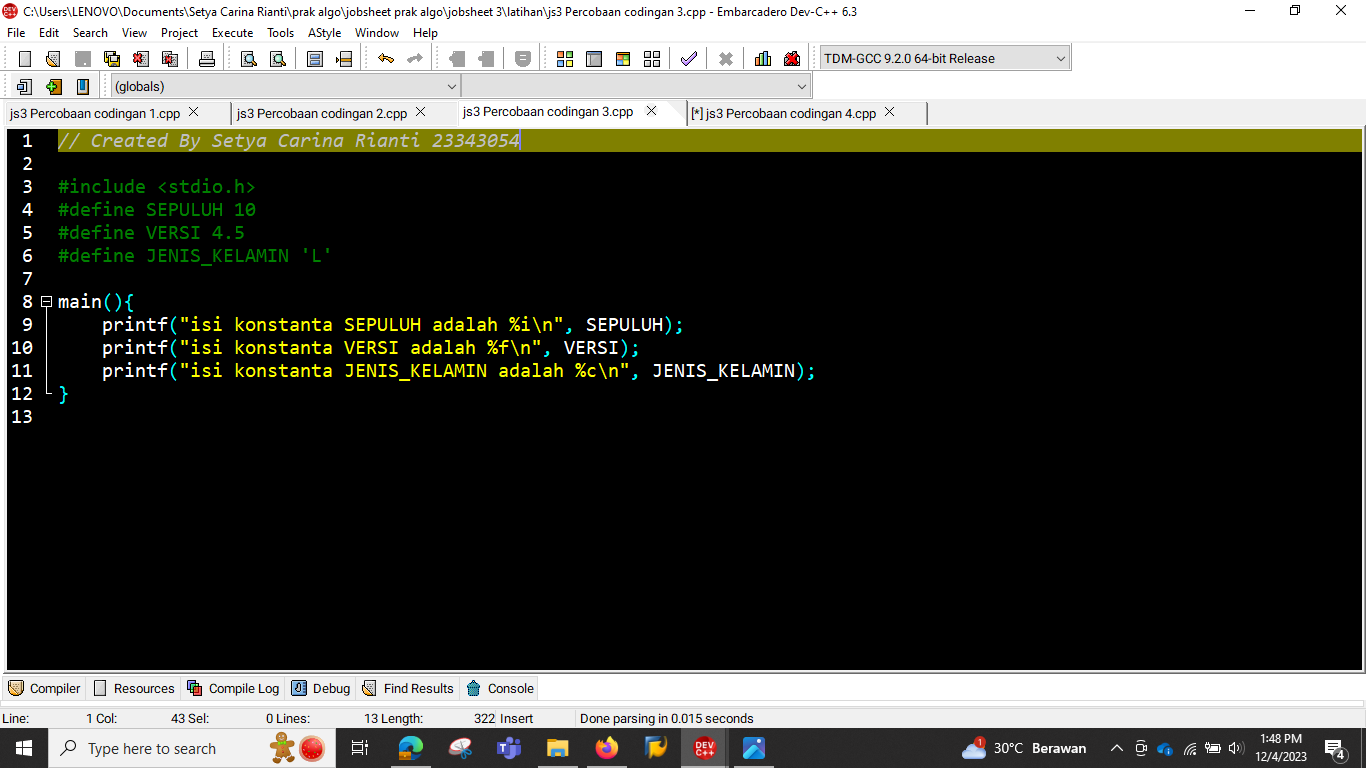 C:\Users\LENOVO\Documents\Setya Carina Rianti\prak algo\jobsheet prak algo\jobsheet 3\latihan\js3 Percobaan codingan 3.cpp - Embarcadero Dev-C++ 6.3
File Edit Search View Project Execute Tools AStyle Window Help
TDM-GCC 9.2.0 64-bit Release
(globals)
js3 Percobaan codingan 1.cpp js3 Percobaan codingan 2.cpp js3 Percobaan codingan 3.cpp [*] js3 Percobaan codingan 4.cpp
1 // Created By Setya Carina Rianti 23343054
2
3 #include <stdio.h>
4 #define SEPULUH 10
5 #define VERSI 4.5
6 #define JENIS_KELAMIN 'L'
7
8 main(){
9 printf("isi konstanta SEPULUH adalah %i\n", SEPULUH);
10 printf("isi konstanta VERSI adalah %f\n", VERSI);
11 printf("isi konstanta JENIS_KELAMIN adalah %c\n", JENIS_KELAMIN);
12 }
13
Compiler Resources Compile Log Debug Find Results Console
Line: 1 Col: 43 Sel: 0 Lines: 13 Length: 322 Insert Done parsing in 0.015 seconds
Type here to search DEV C++ 1 30°C Berawan 1:48 PM
12/4/2023 4